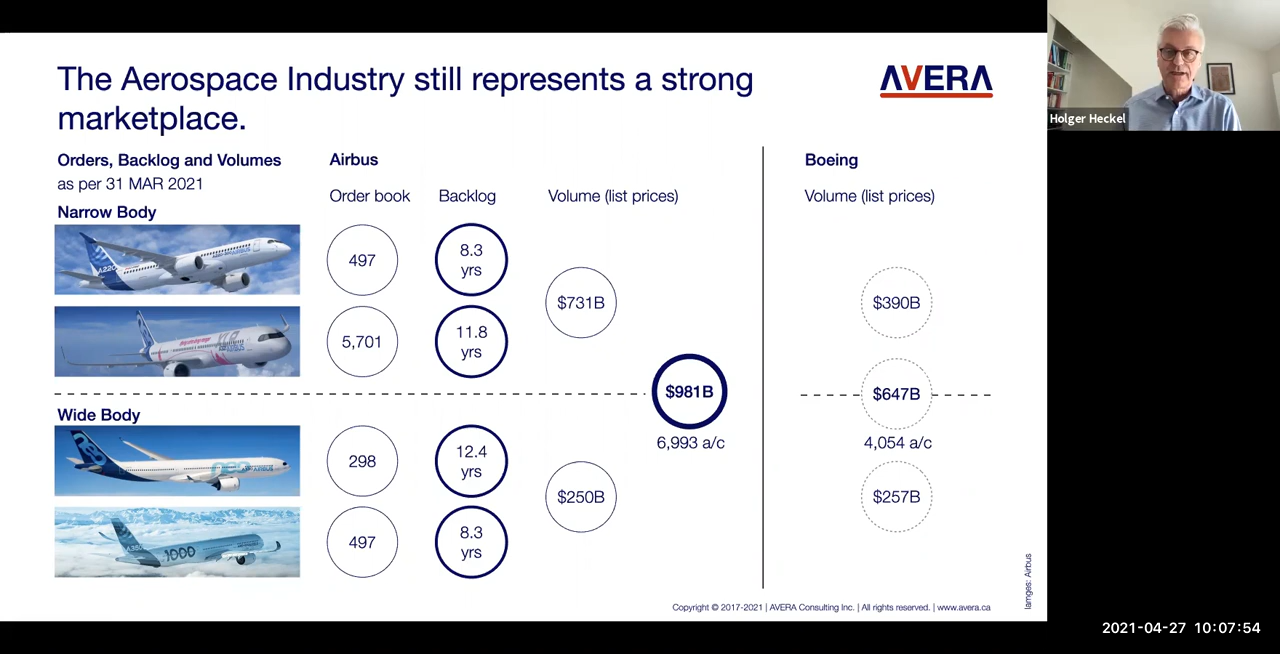 The Aerospace Industry still represents a strong
marketplace.
AVERA
Holger Heckel
Orders, Backlog and Volumes
as per 31 MAR 2021
Airbus
Boeing
Order book
Backlog
Volume (list prices)
Volume (list prices)
Narrow Body
A220
497
8.3
yrs
$731B
$390B
5,701
11.8
yrs
$981B
6,993 a/c
$647B
4,054 a/c
Wide Body
neo
298
12.4
yrs
$250B
$257B
1000
497
8.3
yrs
Iamges: Airbus
Copyright © 2017-2021 | AVERA Consulting Inc. | All rights reserved. | www.avera.ca
2021-04-27 10:07:54